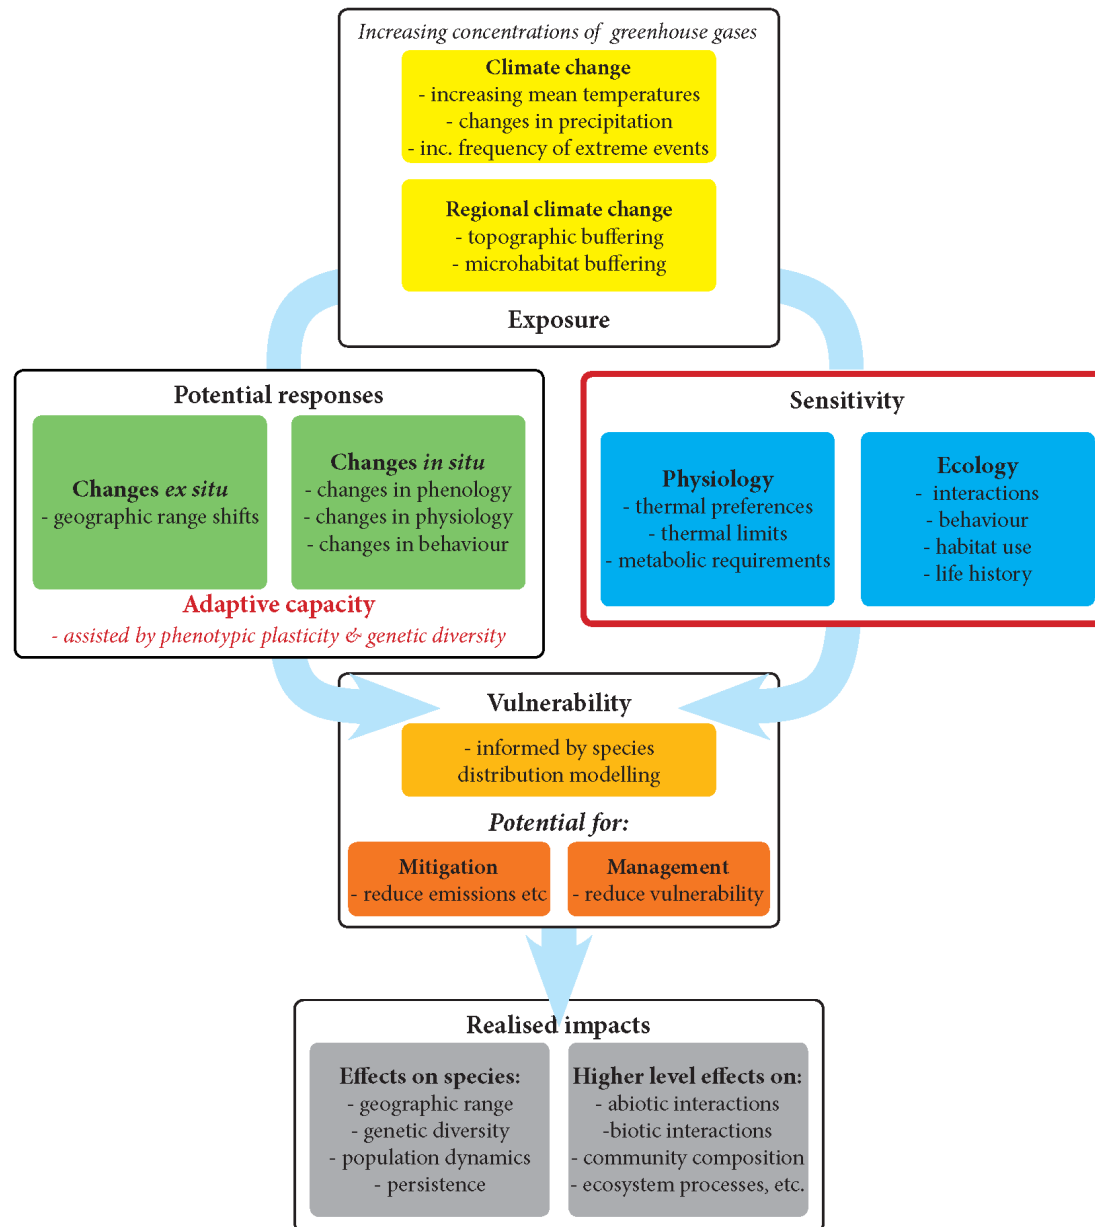 Increasing concentrations of greenhouse gases
Climate change
- increasing mean temperatures
- changes in precipitation
- inc. frequency of extreme events
Regional climate change
- topographic buffering
- microhabitat buffering
Exposure
Potential responses
Changes ex situ
- geographic range shifts
Changes in situ
- changes in phenology
- changes in physiology
- changes in behaviour
Adaptive capacity
- assisted by phenotypic plasticity & genetic diversity
Sensitivity
Physiology
- thermal preferences
- thermal limits
- metabolic requirements
Ecology
- interactions
- behaviour
- habitat use
- life history
Vulnerability
- informed by species
distribution modelling
Potential for:
Mitigation
- reduce emissions etc
Management
- reduce vulnerability
Realised impacts
Effects on species:
- geographic range
- genetic diversity
- population dynamics
- persistence
Higher level effects on:
- abiotic interactions
-biotic interactions
- community composition
- ecosystem processes, etc.